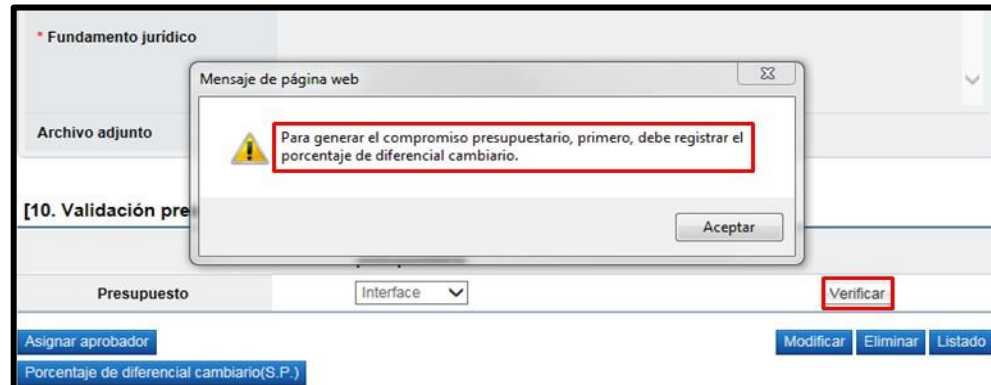 * Fundamento jurídico
Mensaje de página web
Archivo adjunto
Para generar el compromiso presupuestario, primero, debe registrar el
porcentaje de diferencial cambiario.
Aceptar
[10. Validación pre
Presupuesto Interface Verificar
Asignar aprobador Modificar Eliminar Listado
Porcentaje de diferencial cambiario(S.P.)